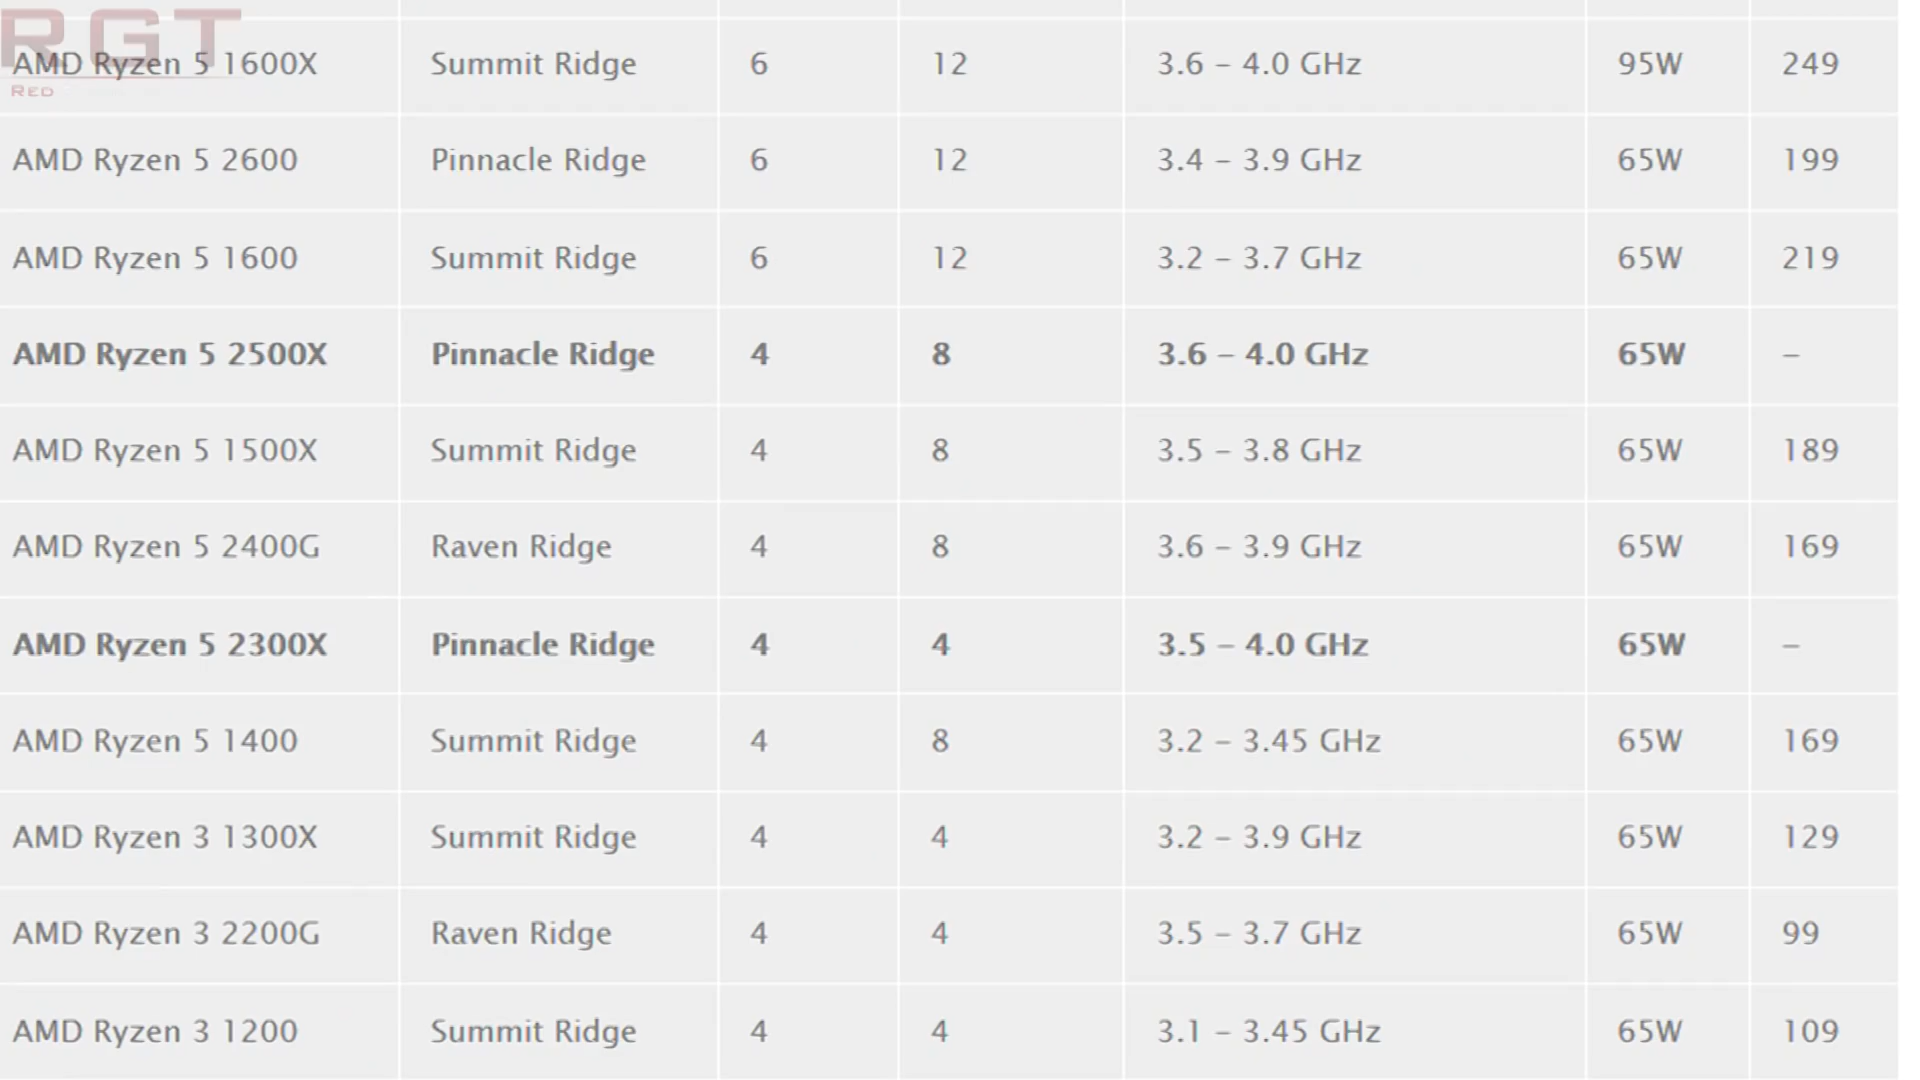 RGT
RED
AMD Ryzen 5 1600X Summit Ridge 6 12 3.6 – 4.0 GHz 95W 249
AMD Ryzen 5 2600 Pinnacle Ridge 6 12 3.4 – 3.9 GHz 65W 199
AMD Ryzen 5 1600 Summit Ridge 6 12 3.2 – 3.7 GHz 65W 219
AMD Ryzen 5 2500X Pinnacle Ridge 4 8 3.6 – 4.0 GHz 65W –
AMD Ryzen 5 1500X Summit Ridge 4 8 3.5 – 3.8 GHz 65W 189
AMD Ryzen 5 2400G Raven Ridge 4 8 3.6 – 3.9 GHz 65W 169
AMD Ryzen 5 2300X Pinnacle Ridge 4 4 3.5 – 4.0 GHz 65W –
AMD Ryzen 5 1400 Summit Ridge 4 8 3.2 – 3.45 GHz 65W 169
AMD Ryzen 3 1300X Summit Ridge 4 4 3.2 – 3.9 GHz 65W 129
AMD Ryzen 3 2200G Raven Ridge 4 4 3.5 – 3.7 GHz 65W 99
AMD Ryzen 3 1200 Summit Ridge 4 4 3.1 – 3.45 GHz 65W 109